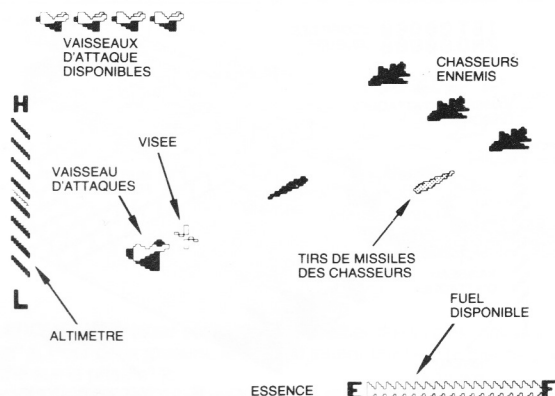 VAISSEAUX
D'ATTAQUE
DISPONIBLES
CHASSEURS
ENNEMIS
H
VISEE
VAISSEAU
D'ATTAQUES
TIRS DE MISSILES
DES CHASSEURS
L
ALTIMETRE
FUEL
DISPONIBLE
ESSENCE
E F